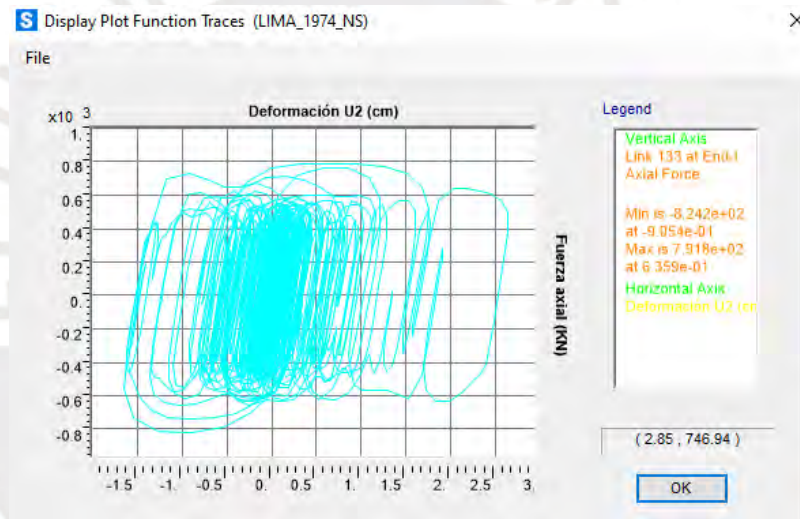 Display Plot Function Traces (LIMA_1974_NS)
File
x10 3
Deformación U2 (cm)
1.
0.8
0.6
0.4
0.2
0.
-0.2
-0.4
-0.6
-0.8
-1.5 -1. -0.5 0. 0.5 1. 1.5 2. 2.5 3.
Fuerza axial (KN)
Legend
Vertical Axis
Link 133 at End-I
Axial Force
Min is -8.242e+02
at -9.054e-01
Max is 7.918e+02
at 6.359e-01
Horizontal Axis
Deformación U2 (cm
( 2.85 , 746.94 )
OK